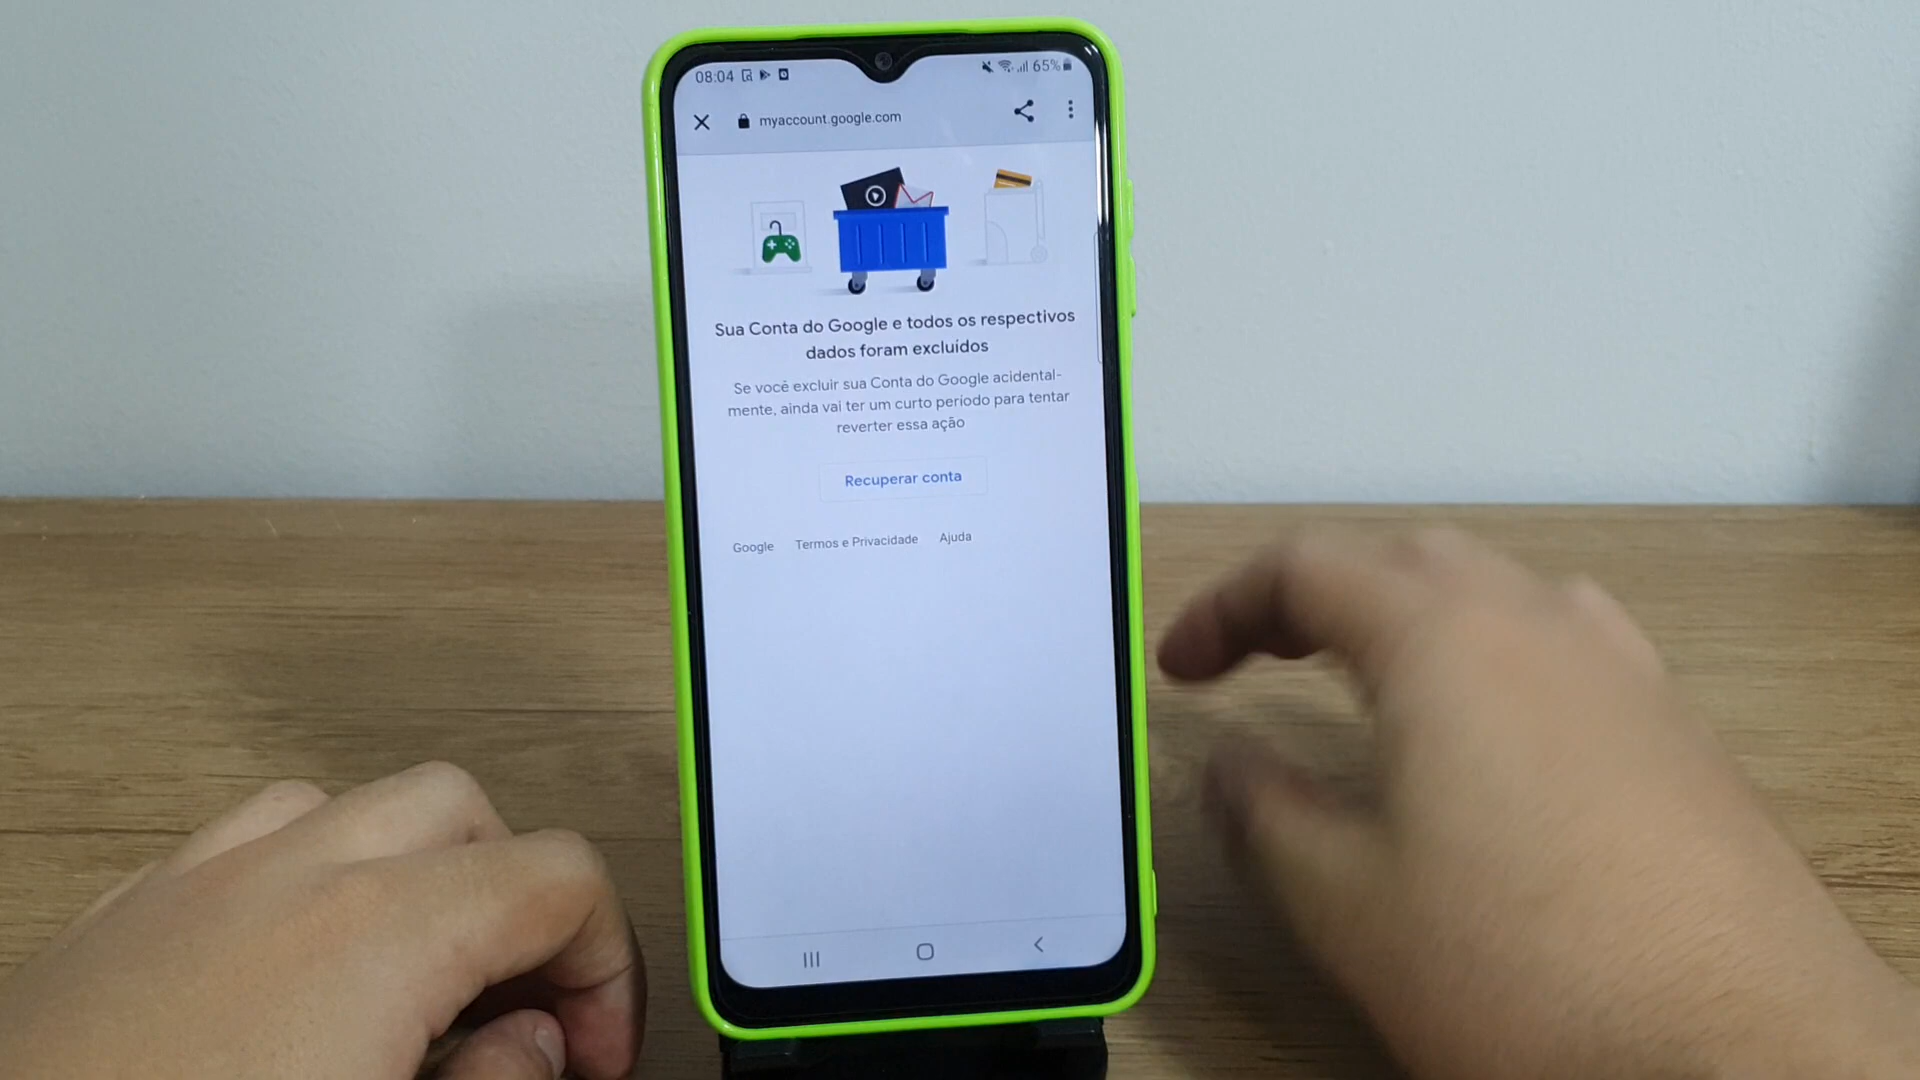 08:04
65%
myaccount.google.com
Sua Conta do Google e todos os respectivos
dados foram excluídos
Se você excluir sua Conta do Google acidental-
mente, ainda vai ter um curto período para tentar
reverter essa ação
Recuperar conta
Google Termos e Privacidade Ajuda